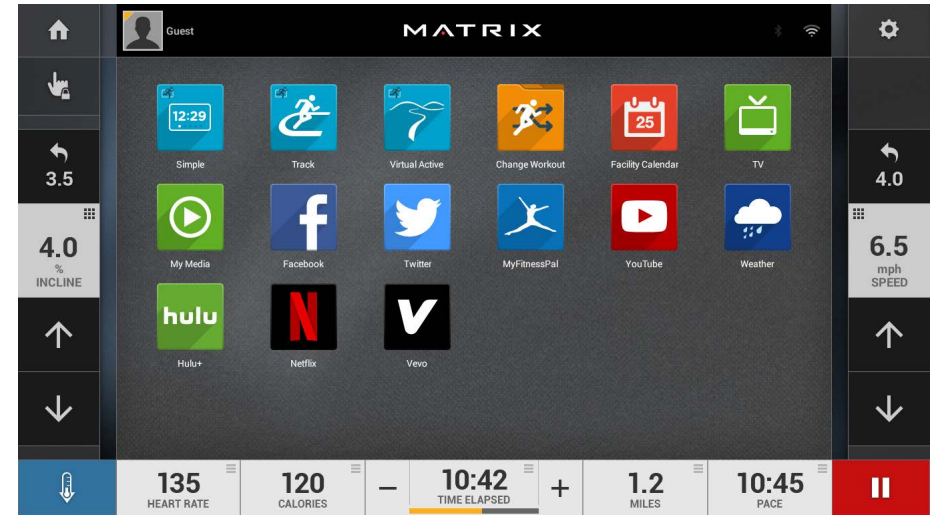 Guest
MATRIX
12:29
25
Simple
Track
Virtual Active
Change Workout
Facility Calendar
TV
3.5
4.0
4.0
%
INCLINE
6.5
mph
SPEED
My Media
Facebook
Twitter
MyFitnessPal
YouTube
Weather
hulu
N
V
Hulu+
Netflix
Vevo
135
HEART RATE
120
CALORIES
10:42
TIME ELAPSED
1.2
MILES
10:45
PACE